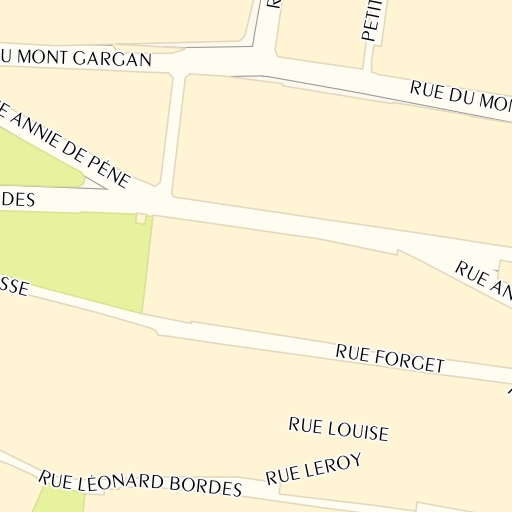 R
PETIT
U MONT GARGAN
RUE DU MON
E ANNIE DE PÈNE
DES
RUE AN
SSE
RUE FORGET
RUE LOUISE
RUE LEROY
RUE LÉONARD BORDES